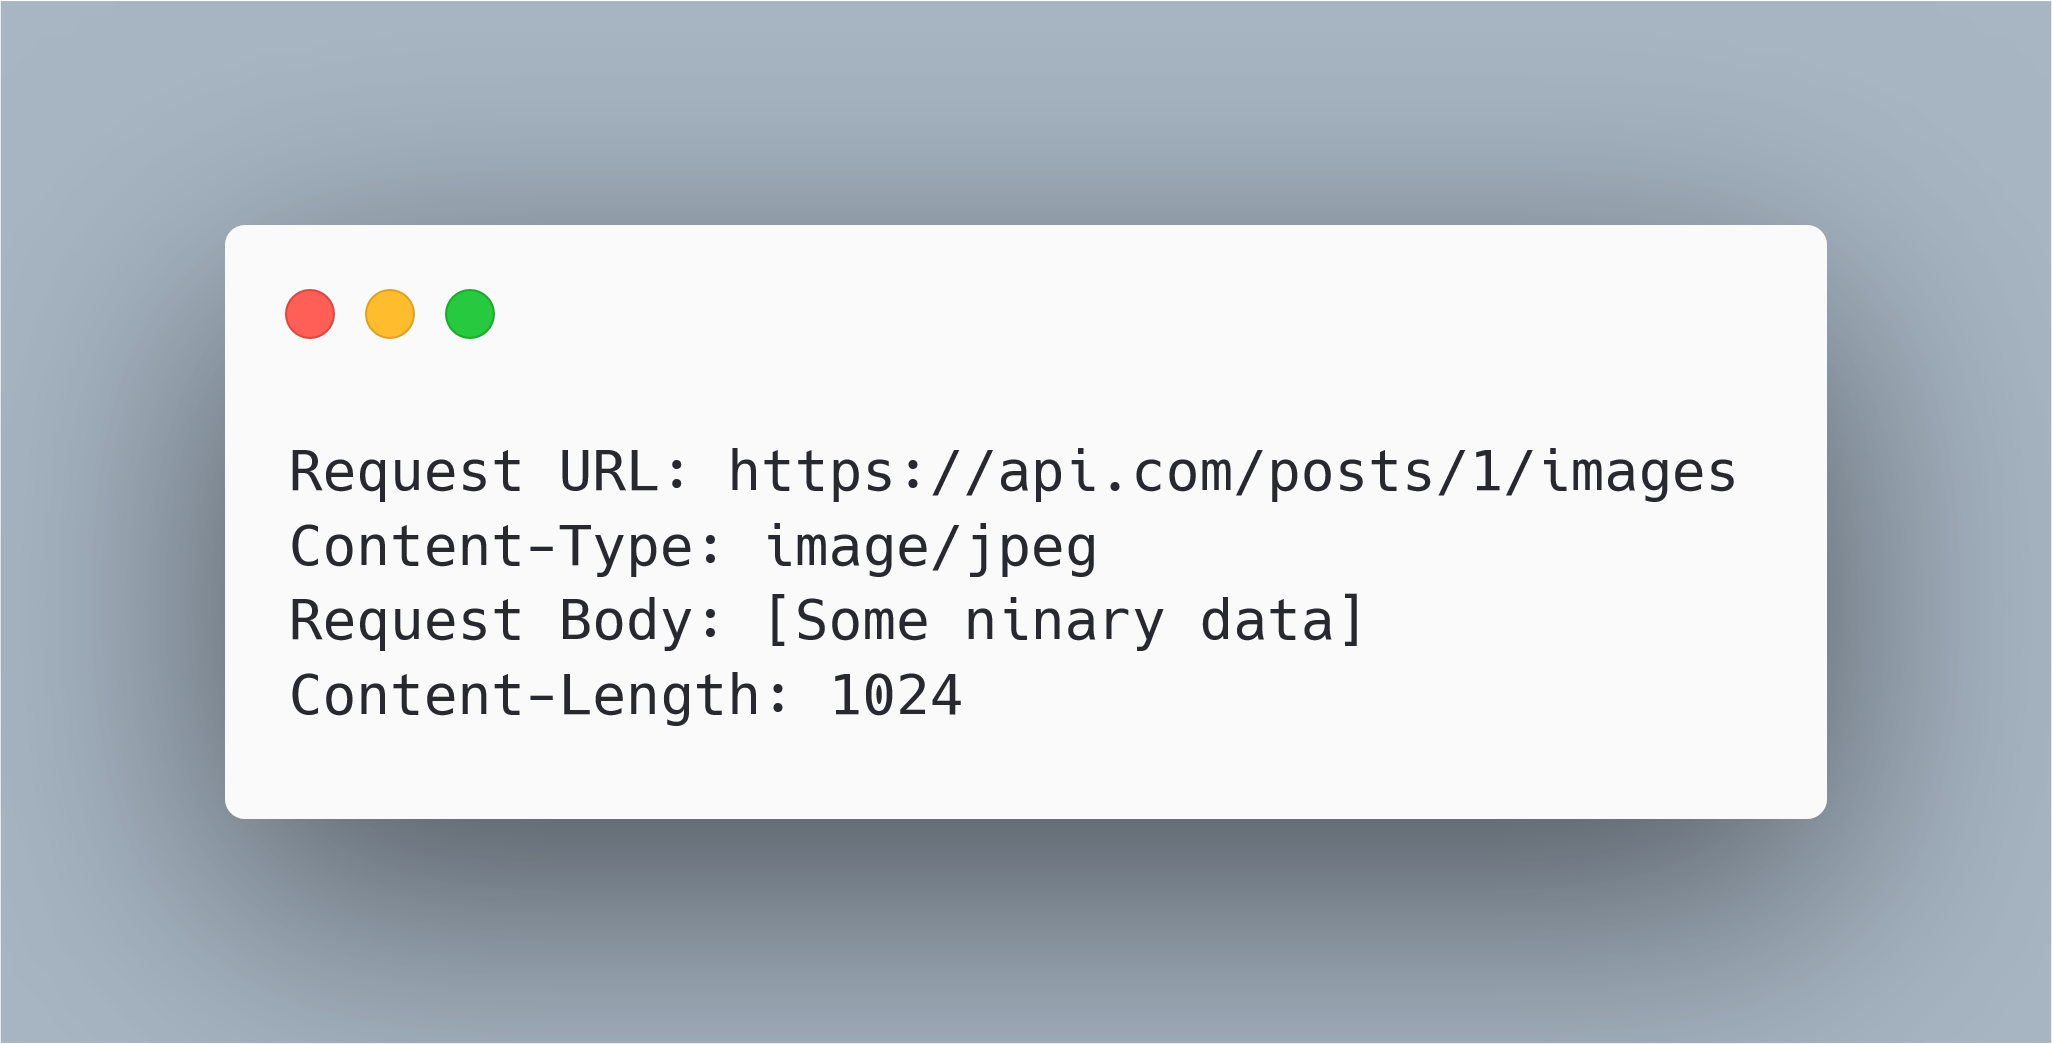 Request URL: https://api.com/posts/1/images
Content-Type: image/jpeg
Request Body: [Some ninary data]
Content-Length: 1024